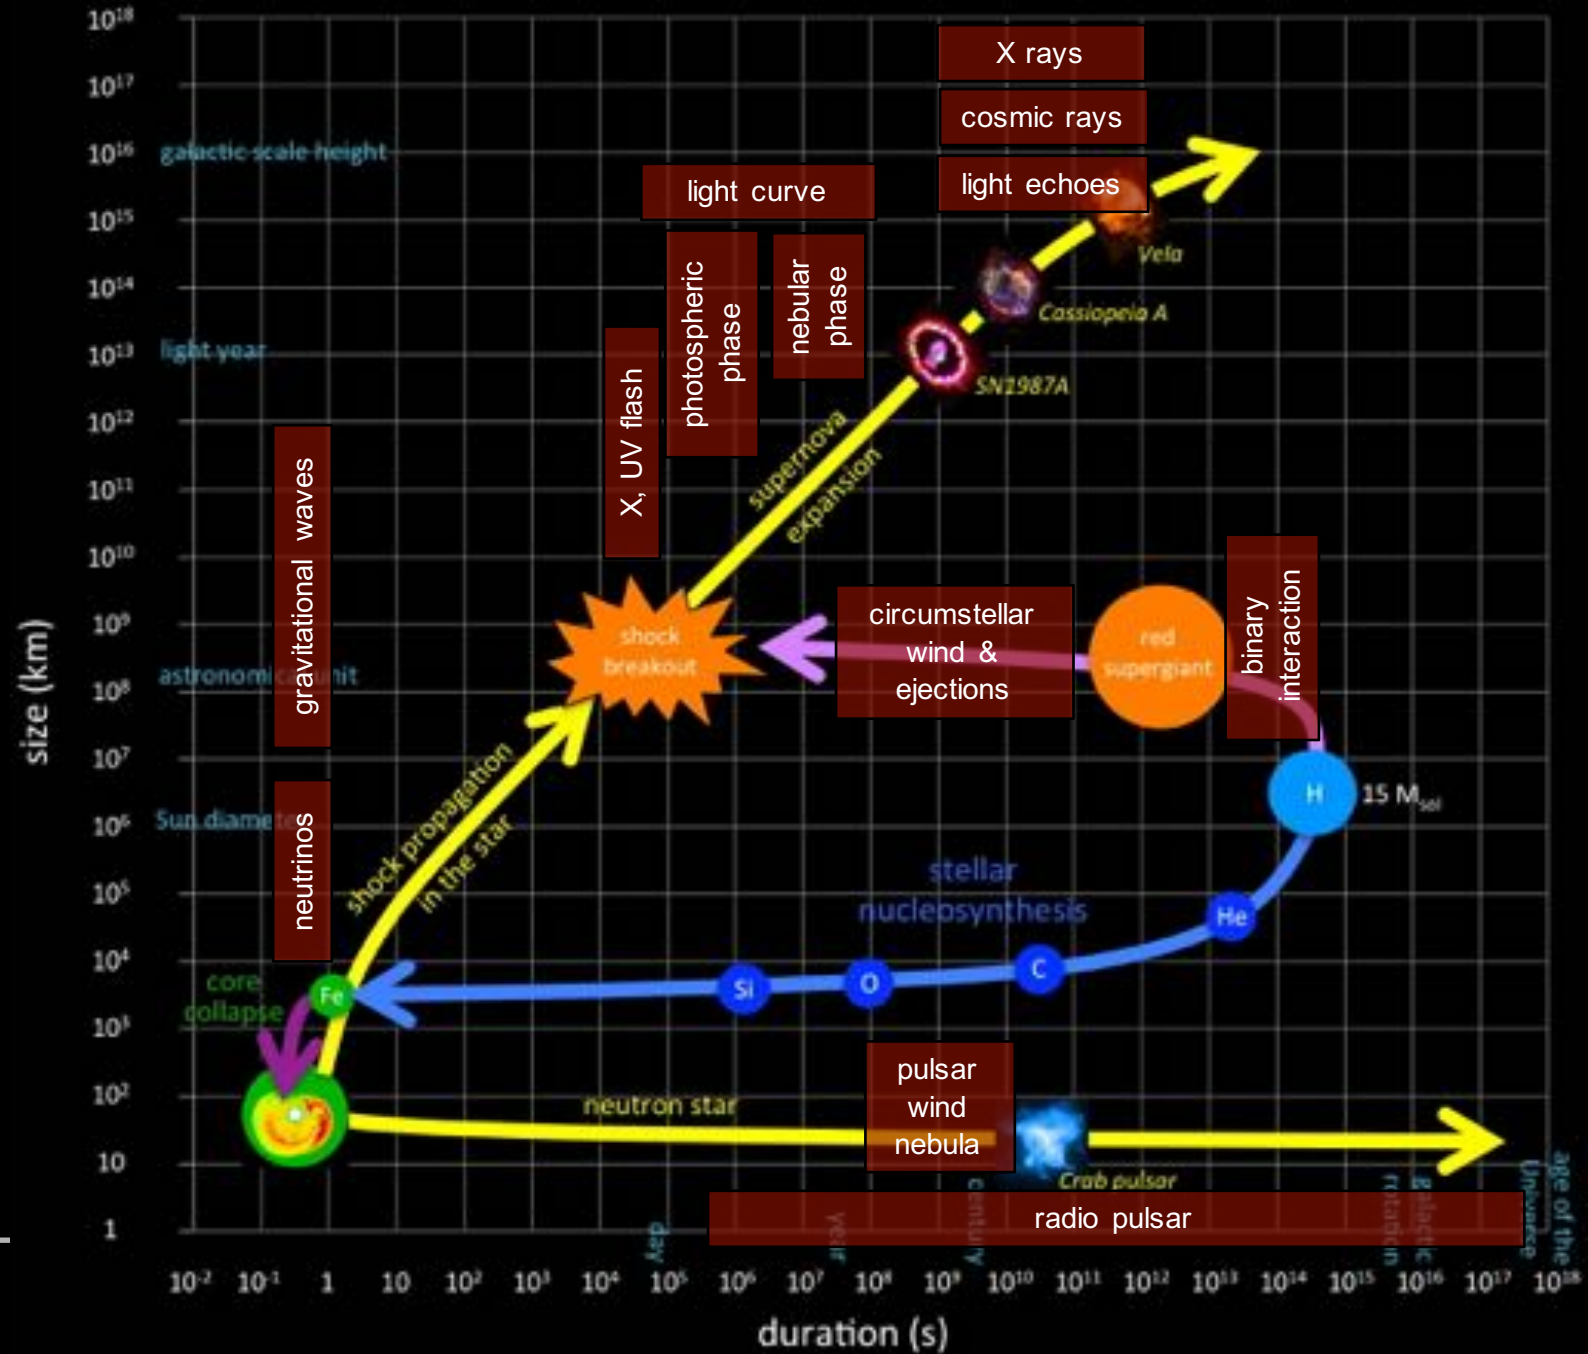 10¹⁸
10¹⁷
10¹⁶
10¹⁵
10¹⁴
10¹³
10¹²
10¹¹
10¹⁰
10⁹
10⁸
10⁷
10⁶
10⁵
10⁴
10³
10²
10
1
size (km)
galactic scale height
light year
astronomical unit
Sun diameter
X rays
cosmic rays
light echoes
light curve
photospheric
phase
nebular
phase
X, UV flash
gravitational waves
neutrinos
Vela
Cassiopeia A
SN1987A
supernova
expansion
shock
breakout
circumstellar
wind &
ejections
red
supergiant
binary
interaction
H
15 Mₛₒₗ
shock propagation
in the star
stellar
nucleosynthesis
He
C
O
Si
Fe
core
collapse
neutron star
pulsar
wind
nebula
Crab pulsar
radio pulsar
day
year
century
galactic
rotation
age of the
Universe
10⁻²
10⁻¹
1
10
10²
10³
10⁴
10⁵
10⁶
10⁷
10⁸
10⁹
10¹⁰
10¹¹
10¹²
10¹³
10¹⁴
10¹⁵
10¹⁶
10¹⁷
10¹⁸
duration (s)